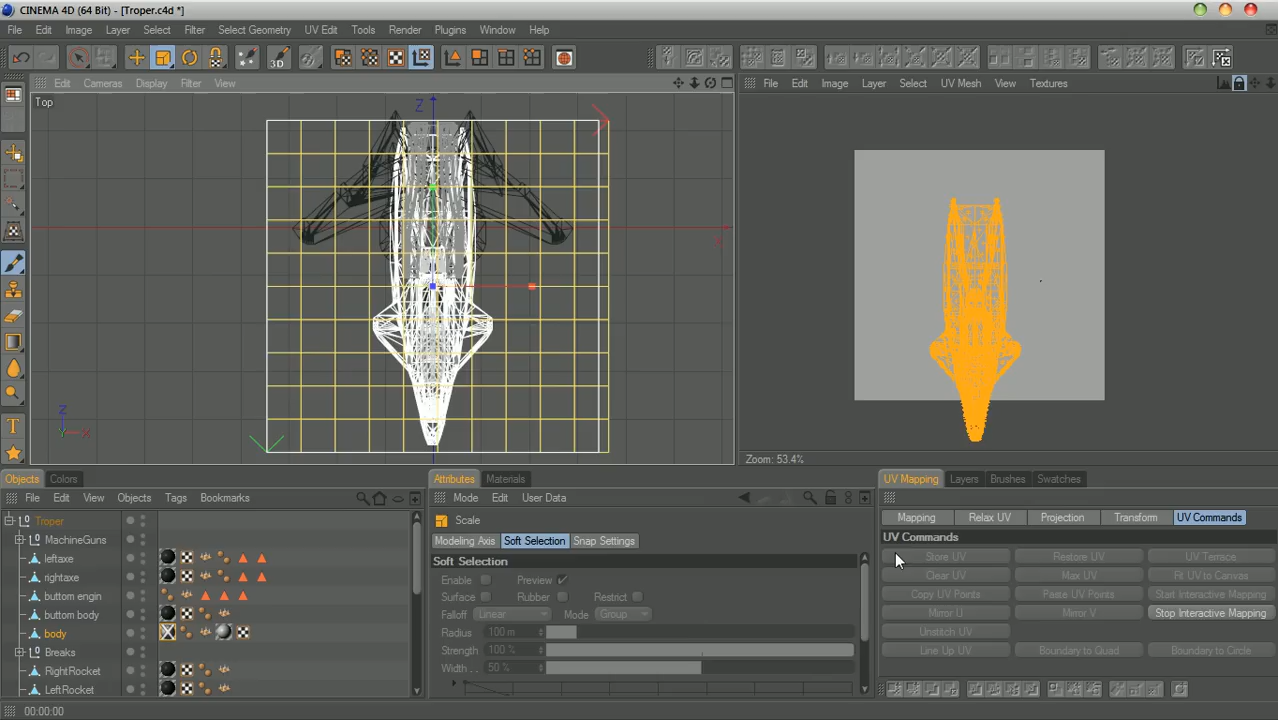 CINEMA 4D (64 Bit) - [Troper.c4d *]
File Edit Image Layer Select Filter Select Geometry UV Edit Tools Render Plugins Window Help
3D
Edit Cameras Display Filter View
File Edit Image Layer Select UV Mesh View Textures
Top
Z
Z
Y X
Zoom: 53.4%
Objects Colors
Attributes Materials
UV Mapping Layers Brushes Swatches
File Edit View Objects Tags Bookmarks
Mode Edit User Data
Troper
MachineGuns
leftaxe
rightaxe
buttom engin
buttom body
body
Breaks
RightRocket
LeftRocket
Scale
Modeling Axis Soft Selection Snap Settings
Soft Selection
Enable Preview
Surface Rubber Restrict
Falloff Linear Mode Group
Radius 100 m
Strength 100 %
Width . . 50 %
Mapping Relax UV Projection Transform UV Commands
UV Commands
Store UV Restore UV UV Terrace
Clear UV Max UV Fit UV to Canvas
Copy UV Points Paste UV Points Start Interactive Mapping
Mirror U Mirror V Stop Interactive Mapping
Unstitch UV
Line Up UV Boundary to Quad Boundary to Circle
00:00:00